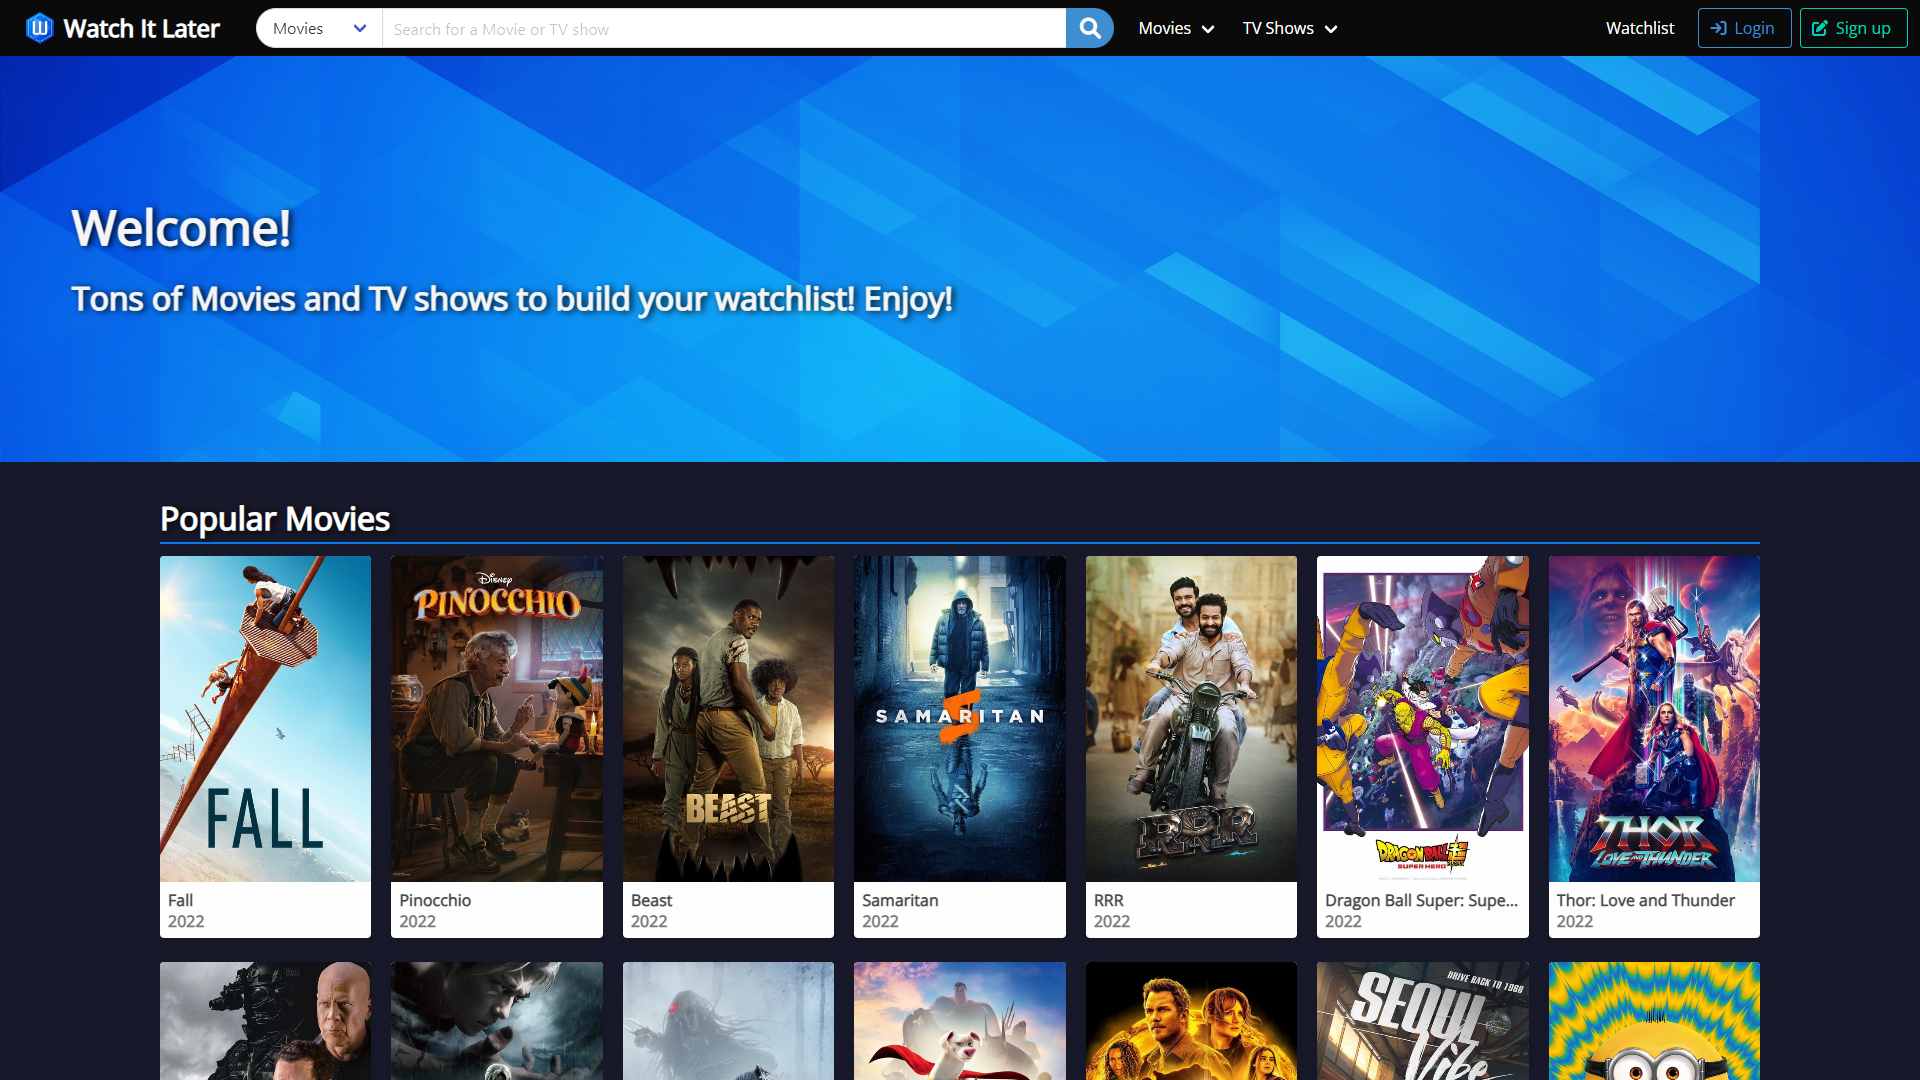 Watch It Later
Movies
Search for a Movie or TV show
Movies
TV Shows
Watchlist
Login
Sign up
Welcome!
Tons of Movies and TV shows to build your watchlist! Enjoy!
Popular Movies
FALL
Disney
PINOCCHIO
BEAST
SAMARITAN
RRR
DRAGONBALL
SUPER HERO
THOR
LOVE AND THUNDER
Fall
2022
Pinocchio
2022
Beast
2022
Samaritan
2022
RRR
2022
Dragon Ball Super: Supe...
2022
Thor: Love and Thunder
2022
DRIVE BACK TO 1988
SEOUL
Vibe